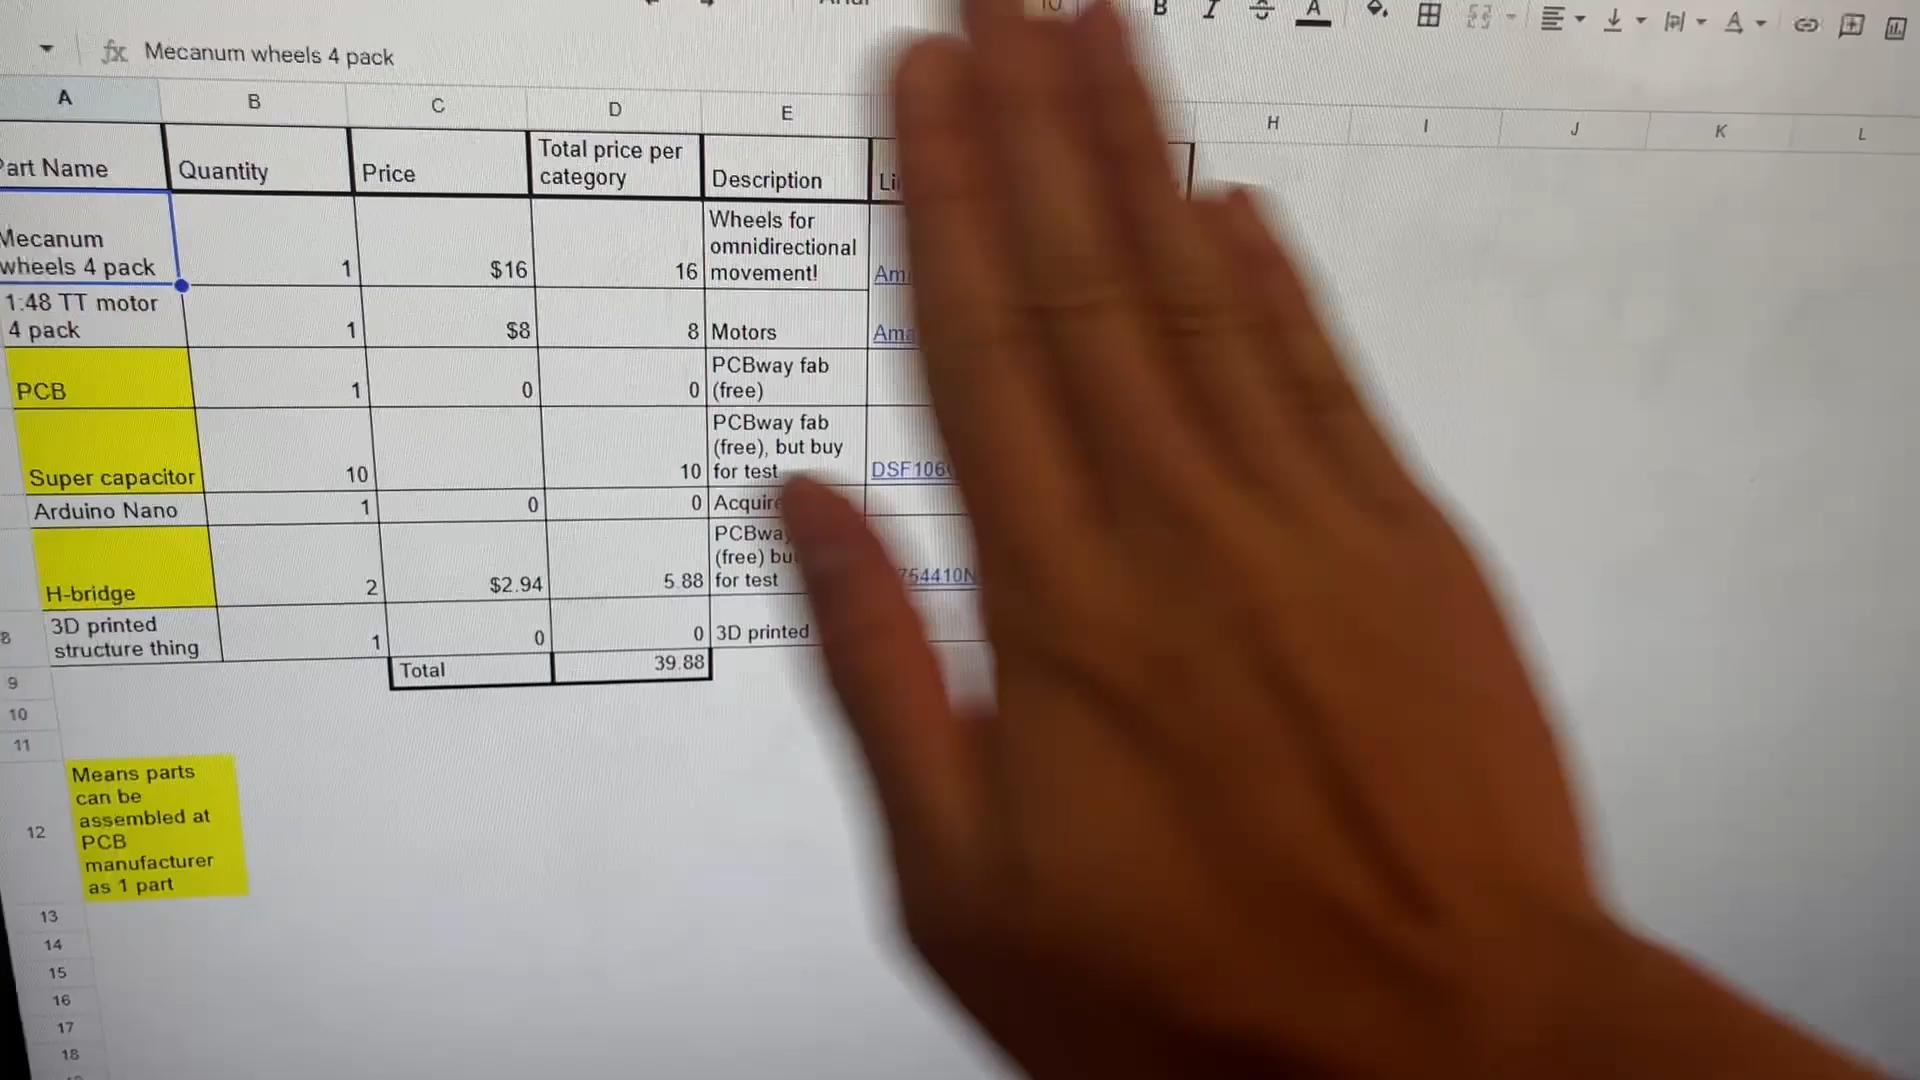 fx Mecanum wheels 4 pack
A B C D E H I J K L
Name Quantity Price Total price per category Description
Mecanum wheels 4 pack 1 $16 16 Wheels for omnidirectional movement!
1:48 TT motor 4 pack 1 $8 8 Motors
PCB 1 0 0 PCBway fab (free)
Super capacitor 10 10 PCBway fab (free), but buy for test
Arduino Nano 1 0 0
H-bridge 2 $2.94 5.88 (free) for test
8 3D printed structure thing 1 0 0 3D printed
9 Total 39.88
10
11
12 Means parts can be assembled at PCB manufacturer as 1 part
13
14
15
16
17
18